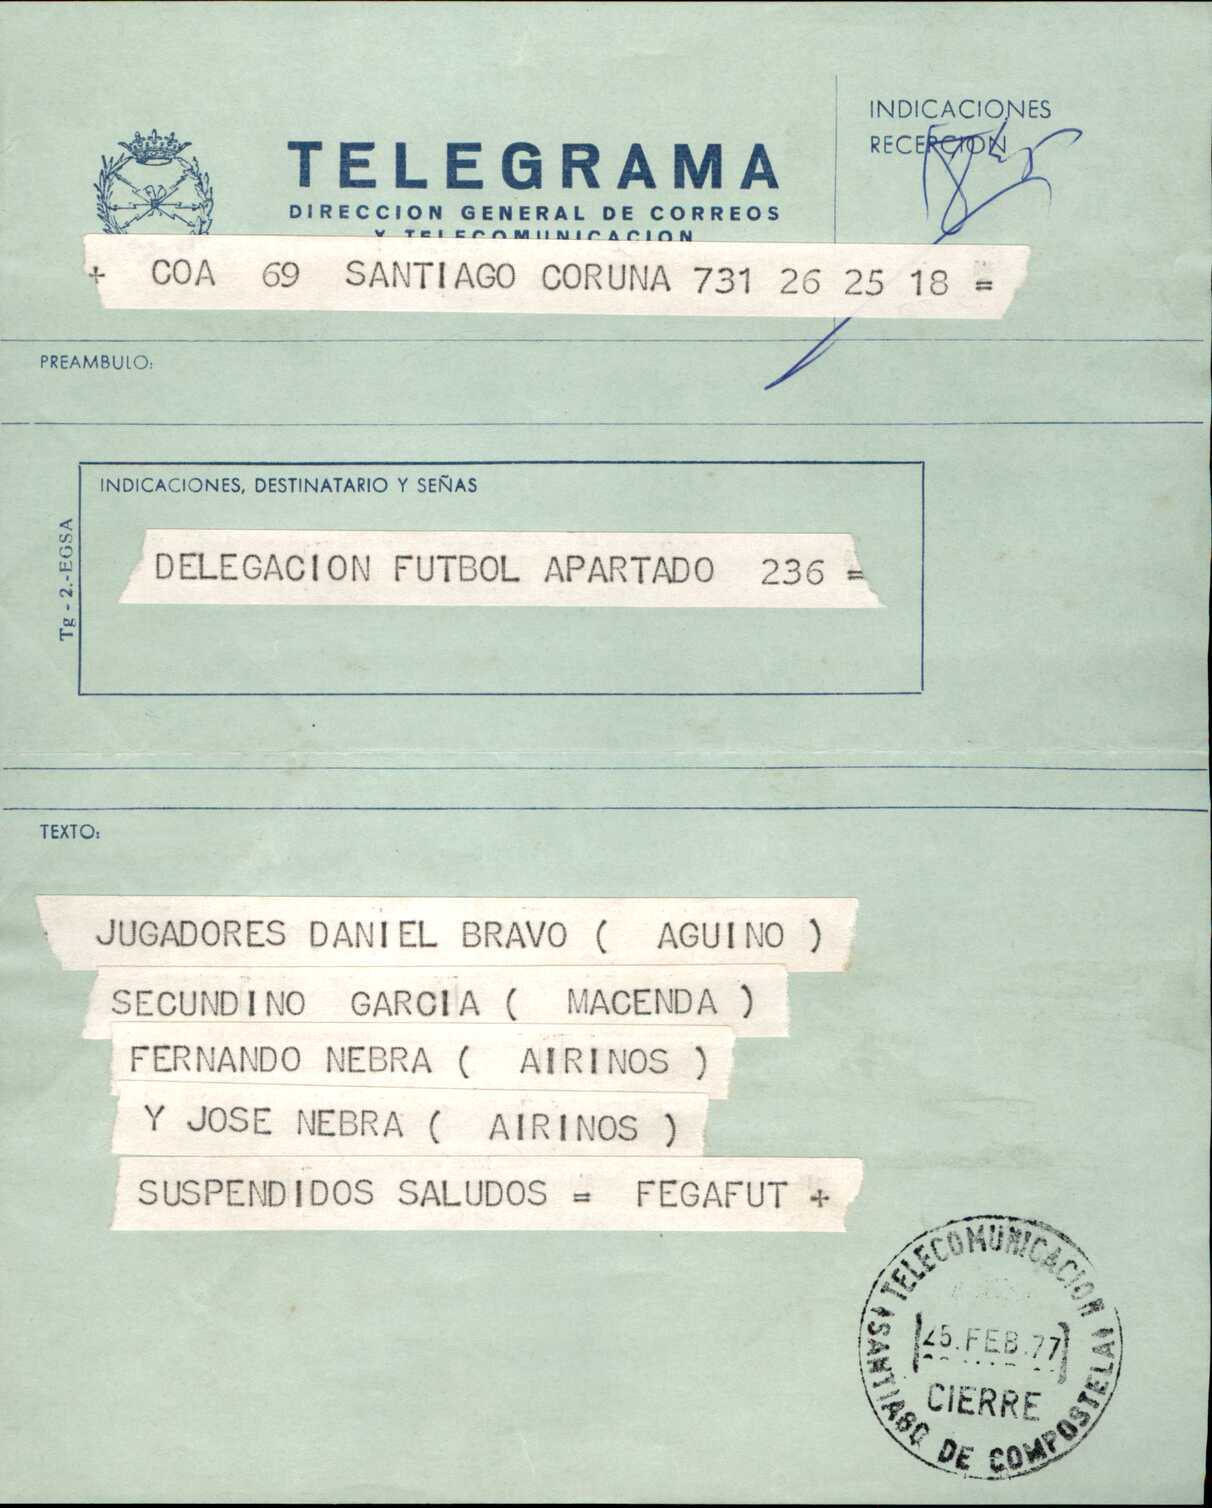 INDICACIONES
RECEPCION
TELEGRAMA
DIRECCION GENERAL DE CORREOS
Y TELECOMUNICACION
+ COA 69 SANTIAGO CORUNA 731 26 25 18 =
PREAMBULO:
INDICACIONES, DESTINATARIO Y SEÑAS
Tg - 2.-EGSA
DELEGACION FUTBOL APARTADO 236 =
TEXTO:
JUGADORES DANIEL BRAVO ( AGUINO )
SECUNDINO GARCIA ( MACENDA )
FERNANDO NEBRA ( AIRINOS )
Y JOSE NEBRA ( AIRINOS )
SUSPENDIDOS SALUDOS = FEGAFUT +
TELECOMUNICACION
25.FEB.77
CIERRE
SANTIAGO DE COMPOSTELA